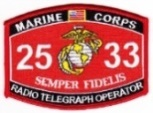 MARINE CORPS
25 33
SEMPER FIDELIS
RADIO TELEGRAPH OPERATOR